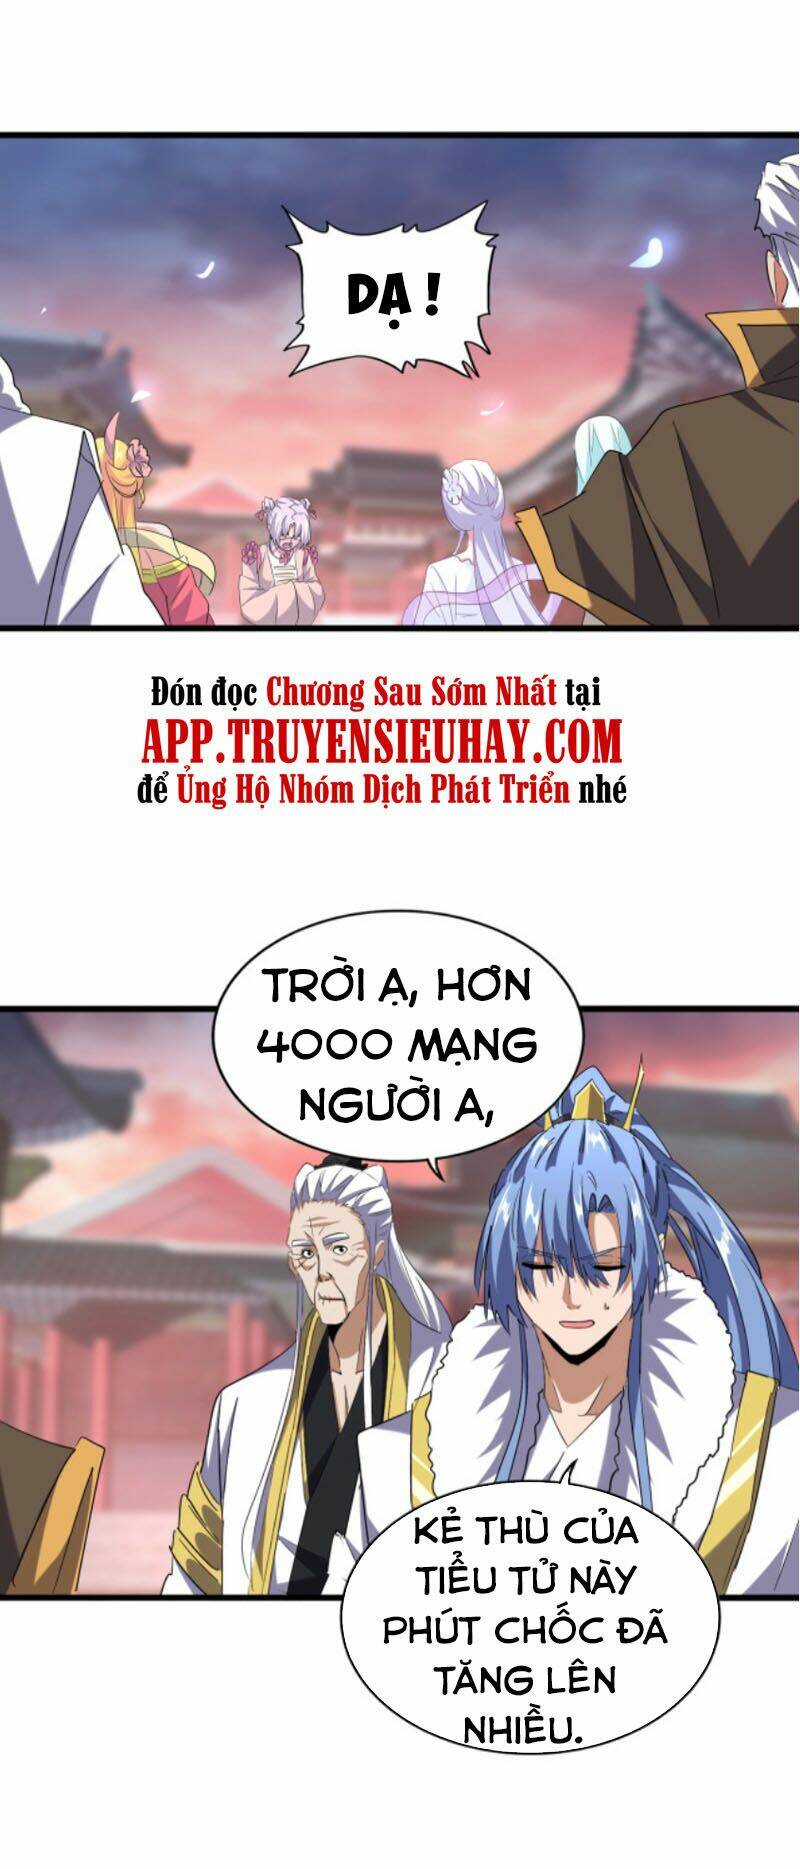 DẠ!
Đón đọc Chương Sau Sớm Nhất tại
APP.TRUYENSIEUHAY.COM
để Ủng Hộ Nhóm Dịch Phát Triển nhé
TRỜI Ạ, HƠN
4000 MẠNG
NGƯỜI A,
KẺ THÙ CỦA
TIỂU TỬ NÀY
PHÚT CHỐC ĐÃ
TĂNG LÊN
NHIỀU.